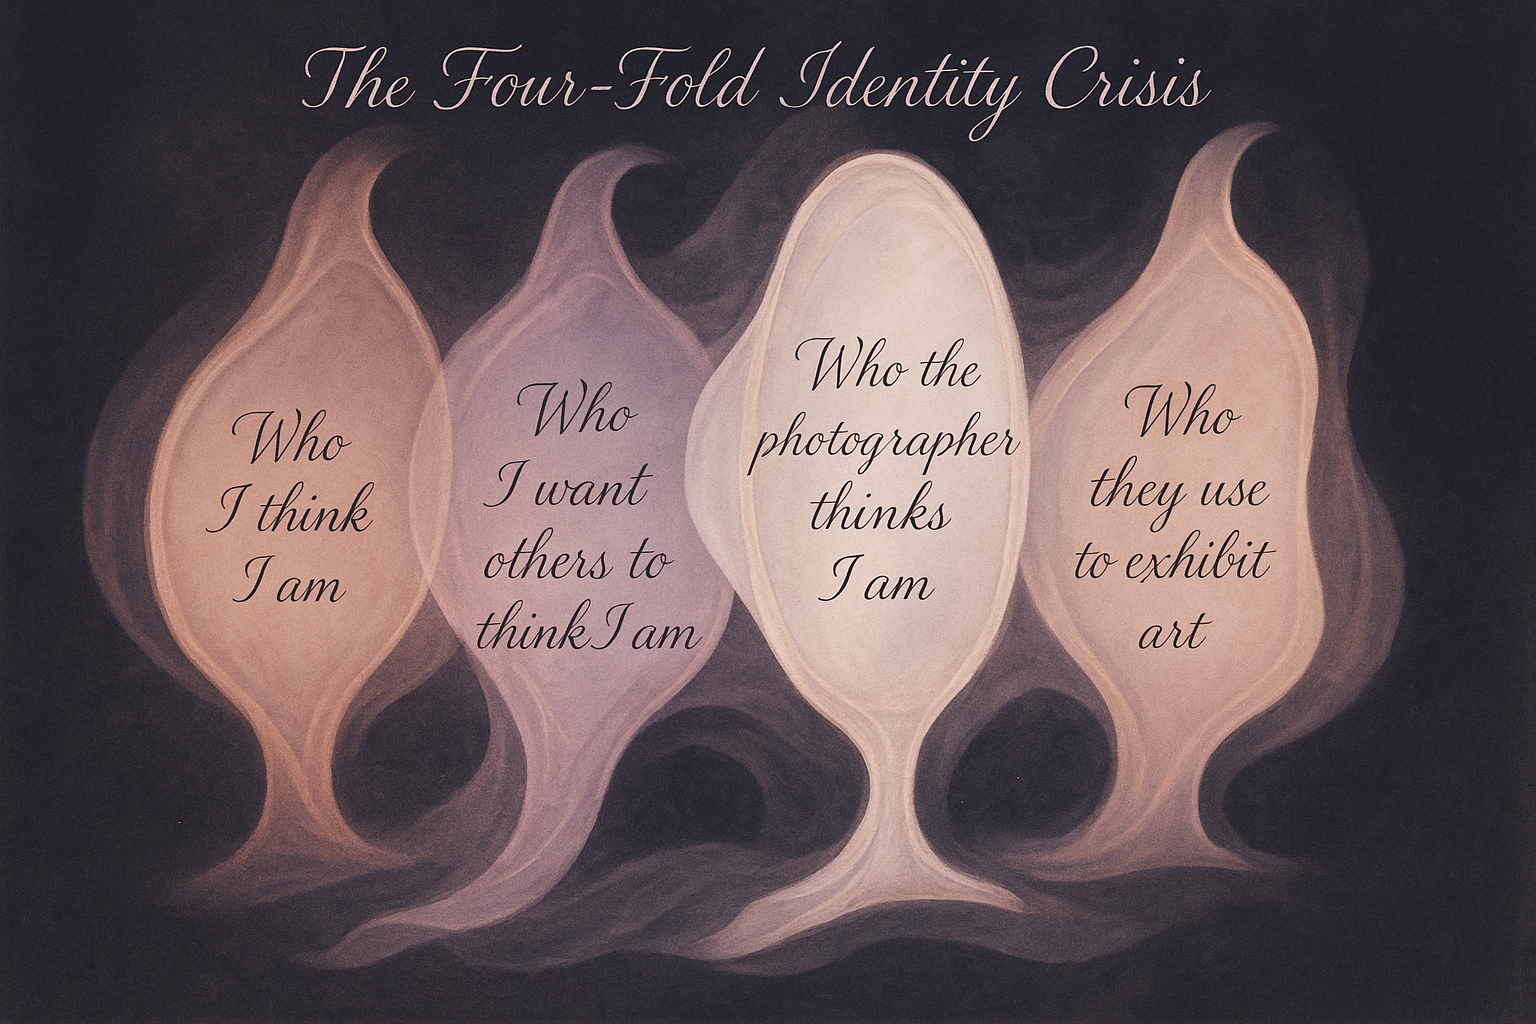 The Four-Fold Identity Crisis
Who
I think
I am
Who
I want
others to
think I am
Who the
photographer
thinks
I am
Who
they use
to exhibit
art